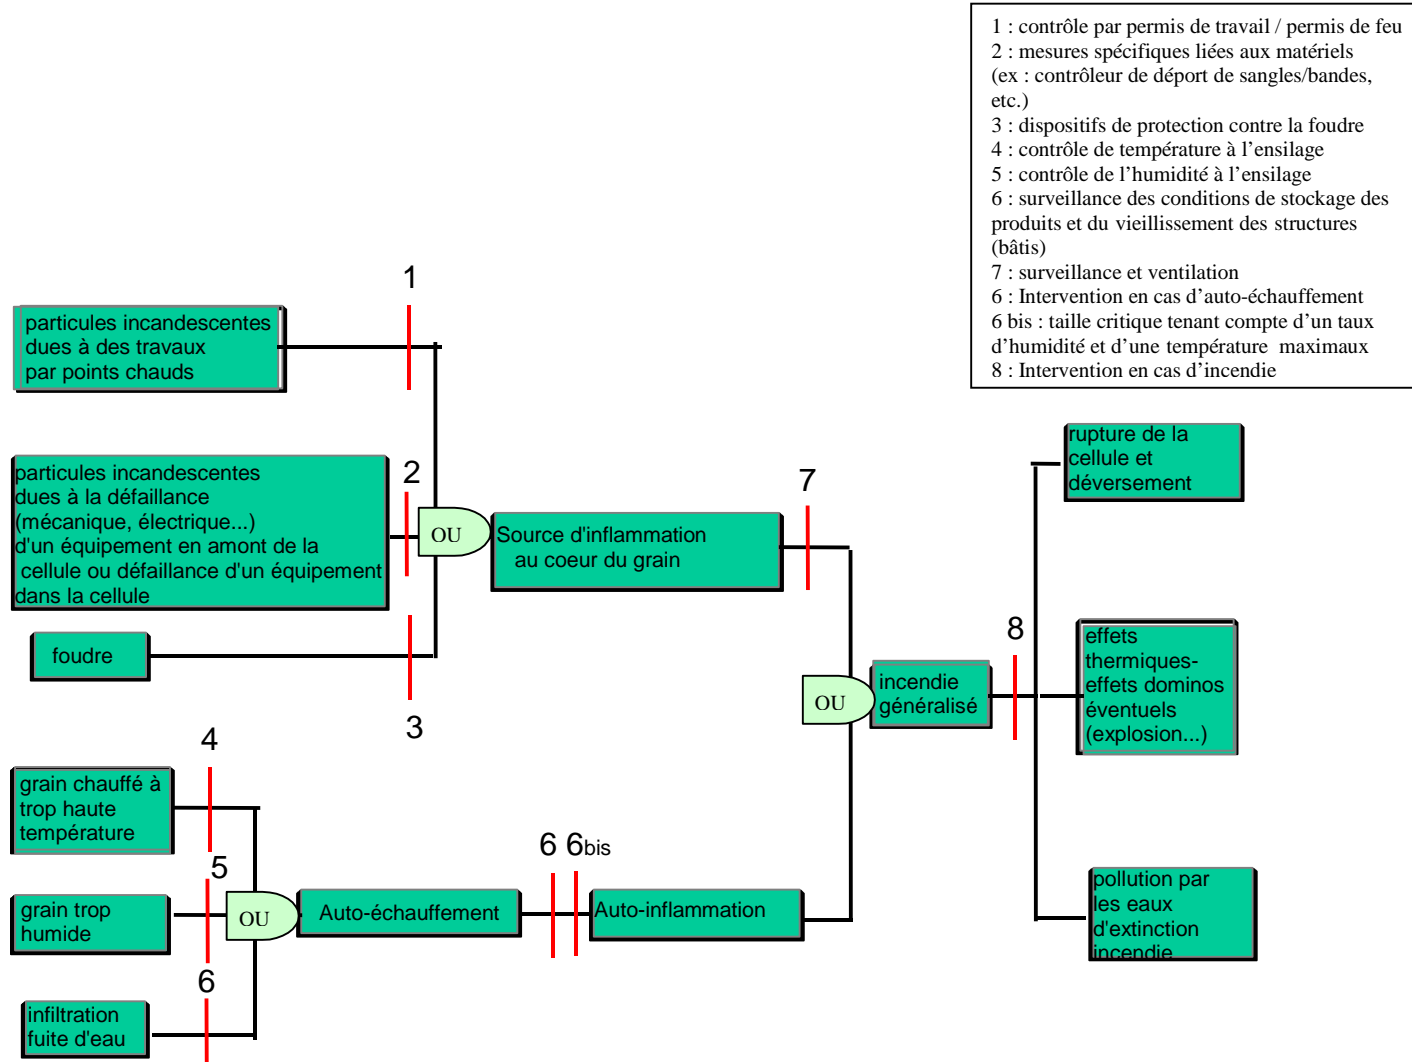 1 : contrôle par permis de travail / permis de feu
2 : mesures spécifiques liées aux matériels
(ex : contrôleur de déport de sangles/bandes,
etc.)
3 : dispositifs de protection contre la foudre
4 : contrôle de température à l'ensilage
5 : contrôle de l'humidité à l'ensilage
6 : surveillance des conditions de stockage des
produits et du vieillissement des structures
(bâtis)
7 : surveillance et ventilation
6 : Intervention en cas d'auto-échauffement
6 bis : taille critique tenant compte d'un taux
d'humidité et d'une température maximaux
8 : Intervention en cas d'incendie
1
particules incandescentes
dues à des travaux
par points chauds
2
particules incandescentes
dues à la défaillance
(mécanique, électrique...)
d'un équipement en amont de la
cellule ou défaillance d'un équipement
dans la cellule
OU
Source d'inflammation
au coeur du grain
7
foudre
3
4
grain chauffé à
trop haute
température
5
grain trop
humide
OU
Auto-échauffement
6 6bis
Auto-inflammation
6
infiltration
fuite d'eau
OU
incendie
généralisé
8
rupture de la
cellule et
déversement
effets
thermiques-
effets dominos
éventuels
(explosion...)
pollution par
les eaux
d'extinction
incendie